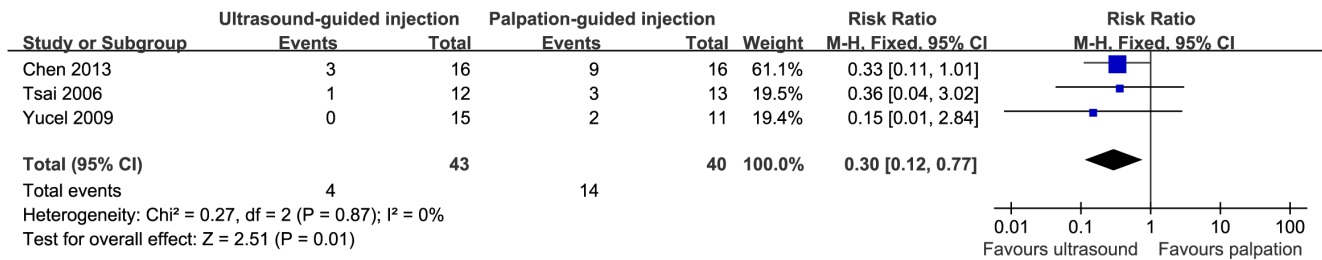 Ultrasound-guided injection Palpation-guided injection Risk Ratio Risk Ratio
Study or Subgroup Events Total Events Total Weight M-H, Fixed, 95% CI M-H, Fixed, 95% CI
Chen 2013 3 16 9 16 61.1% 0.33 [0.11, 1.01]
Tsai 2006 1 12 3 13 19.5% 0.36 [0.04, 3.02]
Yucel 2009 0 15 2 11 19.4% 0.15 [0.01, 2.84]
Total (95% CI) 43 40 100.0% 0.30 [0.12, 0.77]
Total events 4 14
Heterogeneity: Chi² = 0.27, df = 2 (P = 0.87); I² = 0%
Test for overall effect: Z = 2.51 (P = 0.01)
0.01 0.1 1 10 100
Favours ultrasound Favours palpation